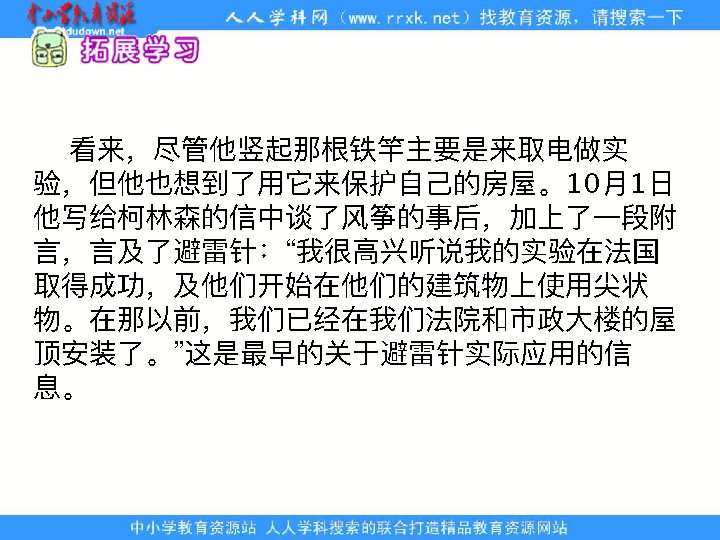 中小学教育资源
人人学科网（www.rrxk.net）找教育资源，请搜索一下
拓展学习
看来，尽管他竖起那根铁竿主要是来取电做实
验，但他也想到了用它来保护自己的房屋。10月1日
他写给柯林森的信中谈了风筝的事后，加上了一段附
言，言及了避雷针：“我很高兴听说我的实验在法国
取得成功，及他们开始在他们的建筑物上使用尖状
物。在那以前，我们已经在我们法院和市政大楼的屋
顶安装了。”这是最早的关于避雷针实际应用的信
息。
中小学教育资源站 人人学科搜索的联合打造精品教育资源网站